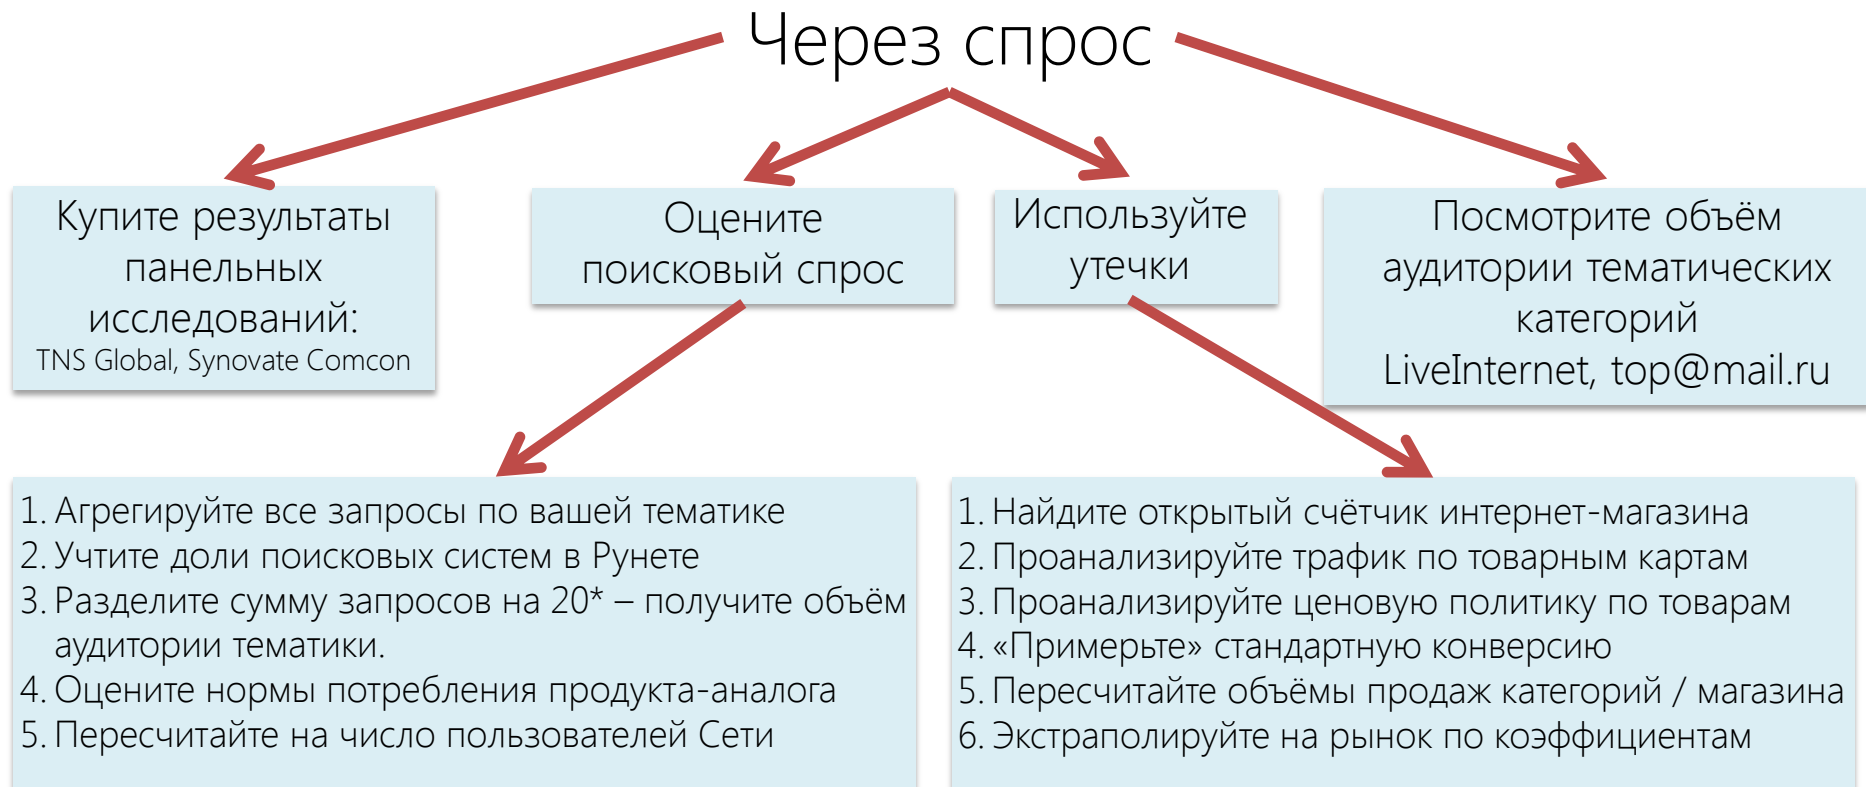 Через спрос
Купите результаты
панельных
исследований:
TNS Global, Synovate Comcon
Оцените
поисковый спрос
Используйте
утечки
Посмотрите объём
аудитории тематических
категорий
LiveInternet, top@mail.ru
1. Агрегируйте все запросы по вашей тематике
2. Учтите доли поисковых систем в Рунете
3. Разделите сумму запросов на 20* – получите объём
аудитории тематики.
4. Оцените нормы потребления продукта-аналога
5. Пересчитайте на число пользователей Сети
1. Найдите открытый счётчик интернет-магазина
2. Проанализируйте трафик по товарным картам
3. Проанализируйте ценовую политику по товарам
4. «Примерьте» стандартную конверсию
5. Пересчитайте объёмы продаж категорий / магазина
6. Экстраполируйте на рынок по коэффициентам